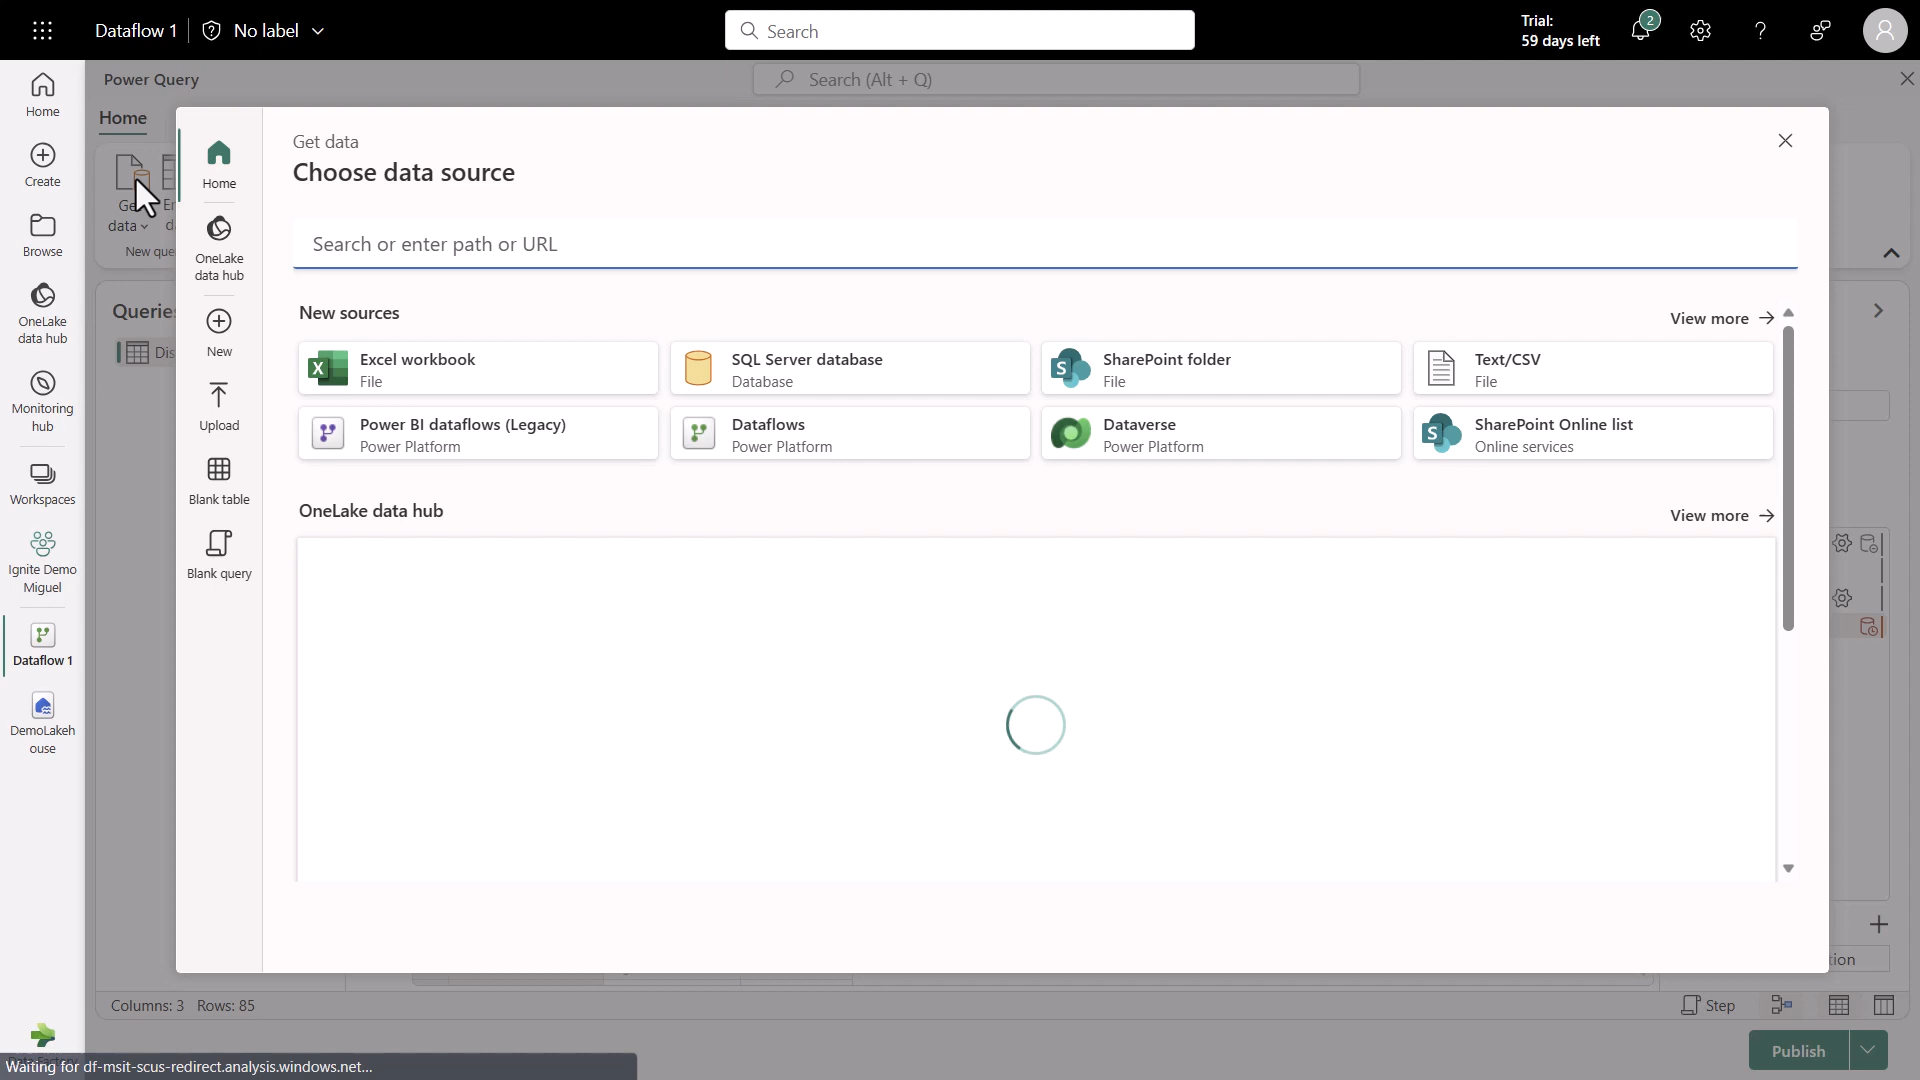 Dataflow 1
No label
Search
Trial:
59 days left
2
Home
Create
Browse
OneLake
data hub
Monitoring
hub
Workspaces
Ignite Demo
Miguel
Dataflow 1
DemoLakeh
ouse
Power Query
Search (Alt + Q)
Home
data
New que
Queries
Dis
Home
OneLake
data hub
New
Upload
Blank table
Blank query
Get data
Choose data source
Search or enter path or URL
New sources
View more
Excel workbook
File
SQL Server database
Database
SharePoint folder
File
Text/CSV
File
Power BI dataflows (Legacy)
Power Platform
Dataflows
Power Platform
Dataverse
Power Platform
SharePoint Online list
Online services
OneLake data hub
View more
tion
Columns: 3 Rows: 85
Step
Publish
Waiting for df-msit-scus-redirect.analysis.windows.net...